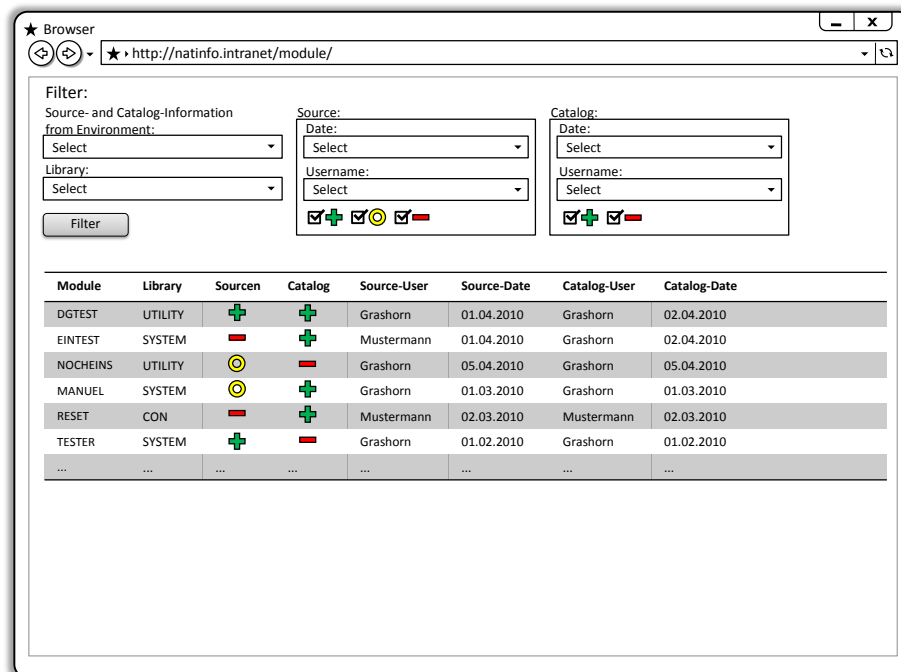 Browser
http://natinfo.intranet/module/
Filter:
Source- and Catalog-Information
from Environment:
Select
Library:
Select
Filter
Source:
Date:
Select
Username:
Select
Catalog:
Date:
Select
Username:
Select
Module Library Sourcen Catalog Source-User Source-Date Catalog-User Catalog-Date
DGTEST UTILITY Grashorn 01.04.2010 Grashorn 02.04.2010
EINTEST SYSTEM Mustermann 01.04.2010 Grashorn 02.04.2010
NOCHEINS UTILITY Grashorn 05.04.2010 Grashorn 05.04.2010
MANUEL SYSTEM Grashorn 01.03.2010 Grashorn 01.03.2010
RESET CON Mustermann 02.03.2010 Mustermann 02.03.2010
TESTER SYSTEM Grashorn 01.02.2010 Grashorn 01.02.2010
... ... ... ... ... ... ... ...